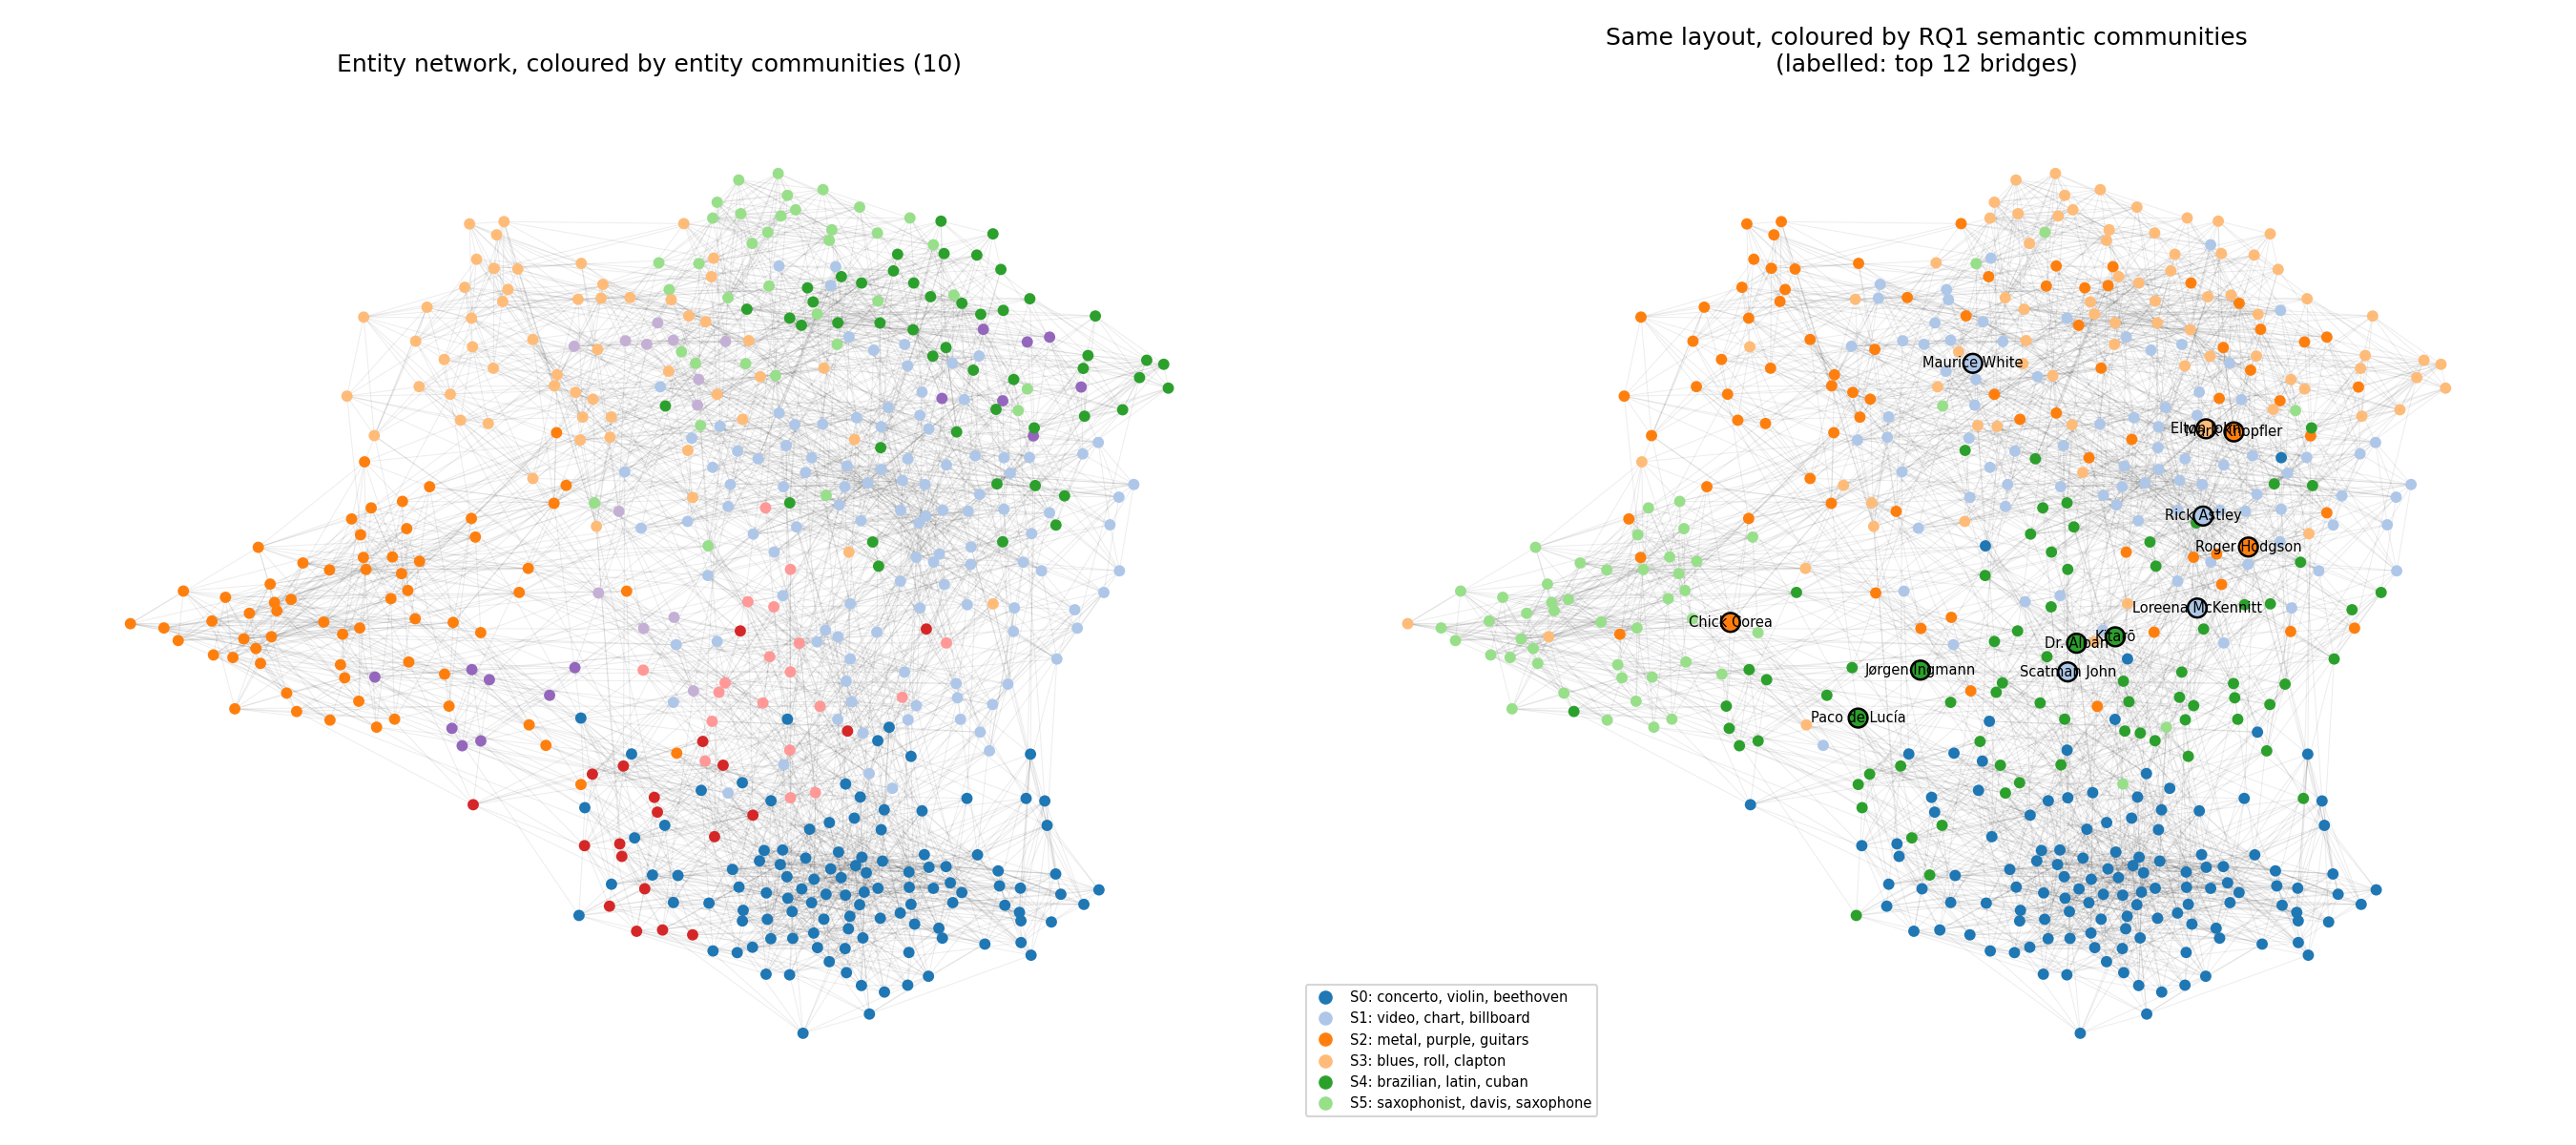 Entity network, coloured by entity communities (10)
Same layout, coloured by RQ1 semantic communities
(labelled: top 12 bridges)
Maurice White
Elton John
Mark Knopfler
Rick Astley
Roger Hodgson
Loreena McKennitt
Chick Corea
Kitarō
Dr. Alban
Jørgen Ingmann
Scatman John
Paco de Lucía
S0: concerto, violin, beethoven
S1: video, chart, billboard
S2: metal, purple, guitars
S3: blues, roll, clapton
S4: brazilian, latin, cuban
S5: saxophonist, davis, saxophone